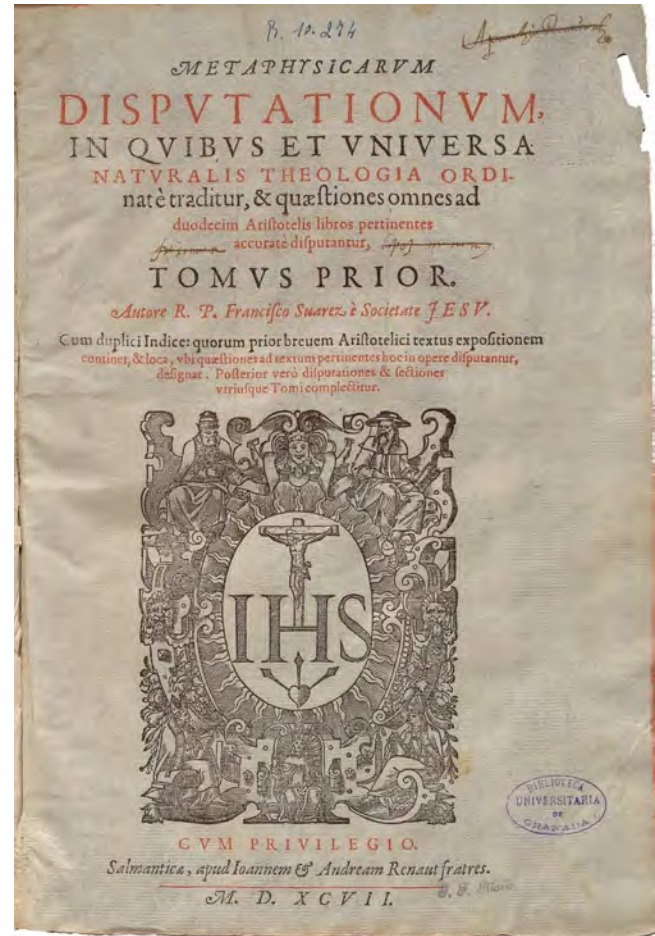 R. 10. 274
METAPHYSICARVM
DISPVTATIONVM,
IN QVIBVS ET VNIVERSA
NATVRALIS THEOLOGIA ORDI-
natè traditur, & quæſtiones omnes ad
duodecim Ariſtotelis libros pertinentes
accuratè diſputantur,
TOMVS PRIOR.
Autore R. P. Franciſco Suarez è Societate JESV.
Cum duplici Indice: quorum prior breuem Ariſtotelici textus expoſitionem
continet, & loca, vbi quæſtiones ad textum pertinentes hoc in opere diſputantur,
deſignat. Poſterior verò diſputationes & ſectiones
vtriuſque Tomi complectitur.
IHS
BIBLIOTECA
UNIVERSITARIA
DE
GRANADA
CVM PRIVILEGIO.
Salmanticæ, apud Ioannem & Andream Renaut fratres.
M. D. XCVII.